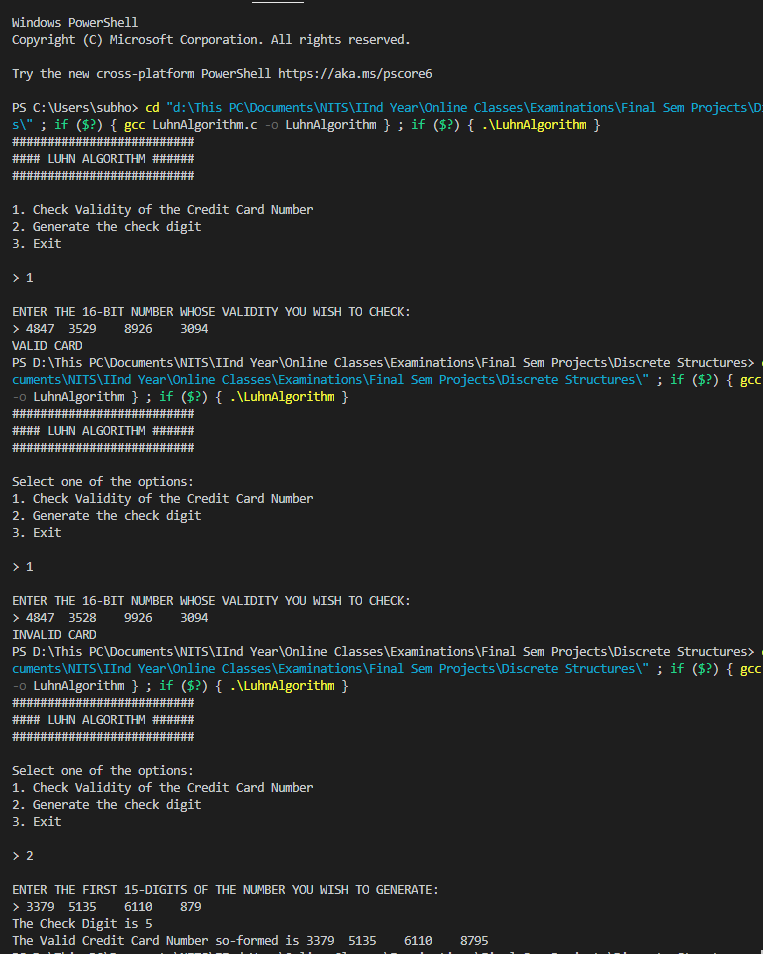 Windows PowerShell
Copyright (C) Microsoft Corporation. All rights reserved.
Try the new cross-platform PowerShell https://aka.ms/pscore6
PS C:\Users\subho> cd "d:\This PC\Documents\NITS\IInd Year\Online Classes\Examinations\Final Sem Projects\D
s\" ; if ($?) { gcc LuhnAlgorithm.c -o LuhnAlgorithm } ; if ($?) { .\LuhnAlgorithm }
##########################
#### LUHN ALGORITHM ######
##########################
1. Check Validity of the Credit Card Number
2. Generate the check digit
3. Exit
> 1
ENTER THE 16-BIT NUMBER WHOSE VALIDITY YOU WISH TO CHECK:
> 4847  3529    8926    3094
VALID CARD
PS D:\This PC\Documents\NITS\IInd Year\Online Classes\Examinations\Final Sem Projects\Discrete Structures>
cuments\NITS\IInd Year\Online Classes\Examinations\Final Sem Projects\Discrete Structures\" ; if ($?) { gcc
-o LuhnAlgorithm } ; if ($?) { .\LuhnAlgorithm }
##########################
#### LUHN ALGORITHM ######
##########################
Select one of the options:
1. Check Validity of the Credit Card Number
2. Generate the check digit
3. Exit
> 1
ENTER THE 16-BIT NUMBER WHOSE VALIDITY YOU WISH TO CHECK:
> 4847  3528    9926    3094
INVALID CARD
PS D:\This PC\Documents\NITS\IInd Year\Online Classes\Examinations\Final Sem Projects\Discrete Structures>
cuments\NITS\IInd Year\Online Classes\Examinations\Final Sem Projects\Discrete Structures\" ; if ($?) { gcc
-o LuhnAlgorithm } ; if ($?) { .\LuhnAlgorithm }
##########################
#### LUHN ALGORITHM ######
##########################
Select one of the options:
1. Check Validity of the Credit Card Number
2. Generate the check digit
3. Exit
> 2
ENTER THE FIRST 15-DIGITS OF THE NUMBER YOU WISH TO GENERATE:
> 3379  5135    6110    879
The Check Digit is 5
The Valid Credit Card Number so-formed is 3379  5135    6110    8795